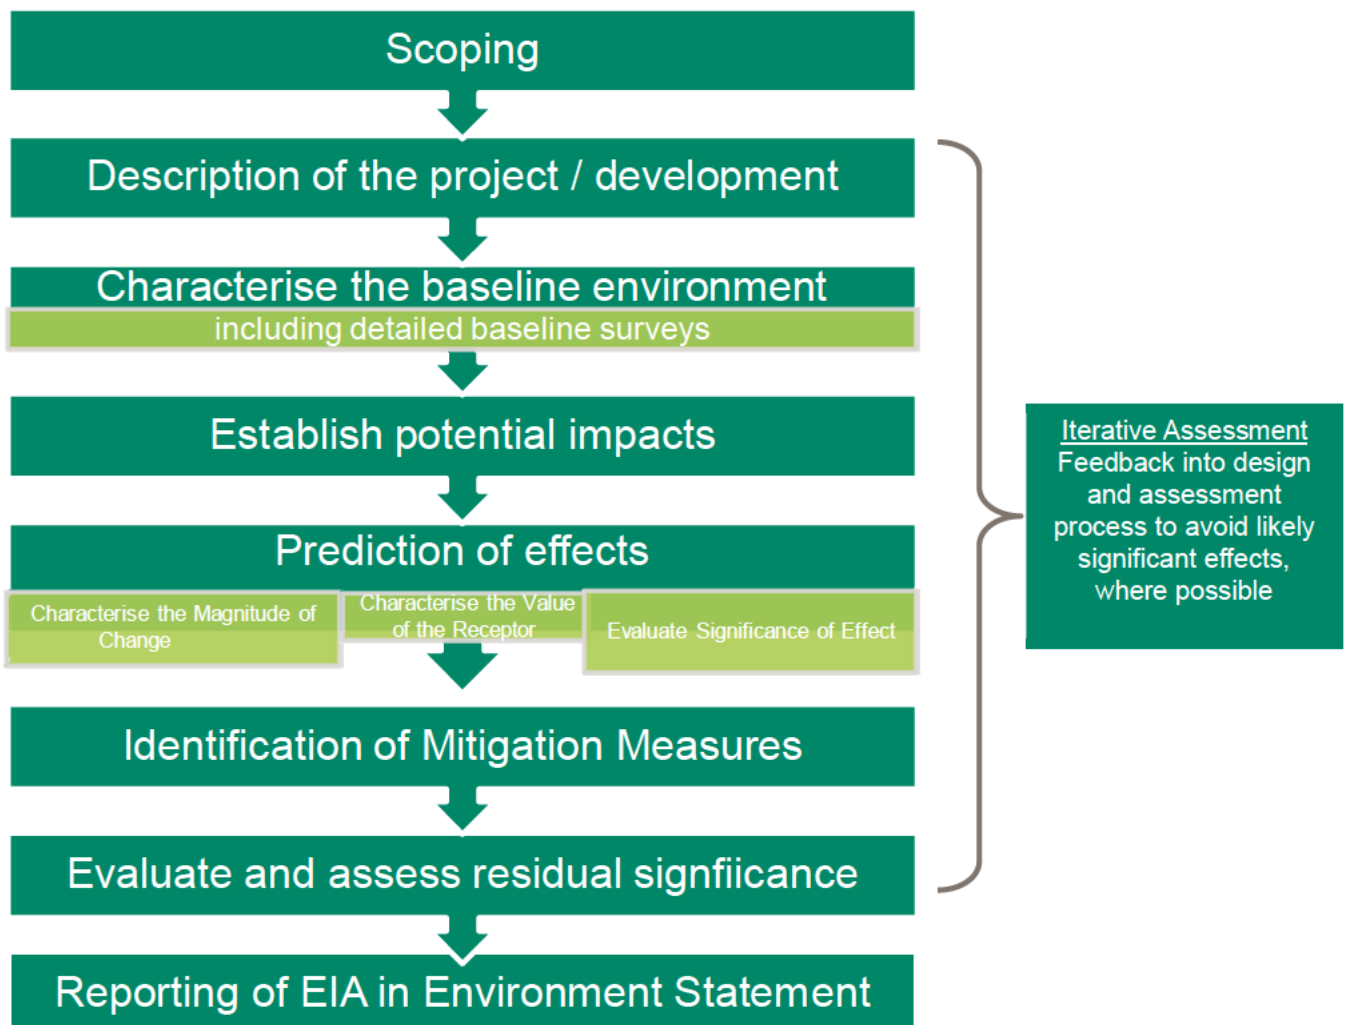 Scoping
Description of the project / development
Characterise the baseline environment
including detailed baseline surveys
Establish potential impacts
Prediction of effects
Characterise the Magnitude of
Change
Characterise the Value
of the Receptor
Evaluate Significance of Effect
Identification of Mitigation Measures
Evaluate and assess residual signfiicance
Reporting of EIA in Environment Statement
Iterative Assessment
Feedback into design
and assessment
process to avoid likely
significant effects,
where possible